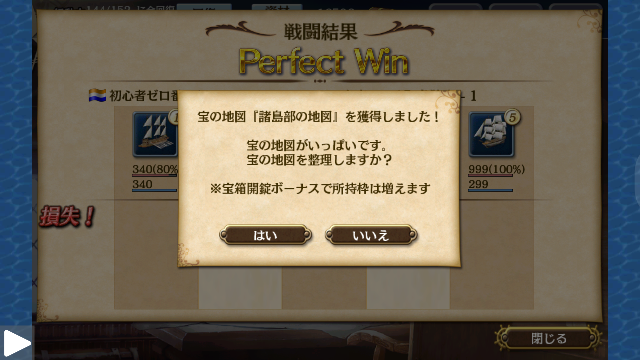 戦闘結果
Perfect Win
初心者ゼロ
1
宝の地図『諸島部の地図』を獲得しました！
宝の地図がいっぱいです。
宝の地図を整理しますか？
※宝箱開錠ボーナスで所持枠は増えます
5
340(80%
340
999(100%)
299
損失！
はい
いいえ
閉じる